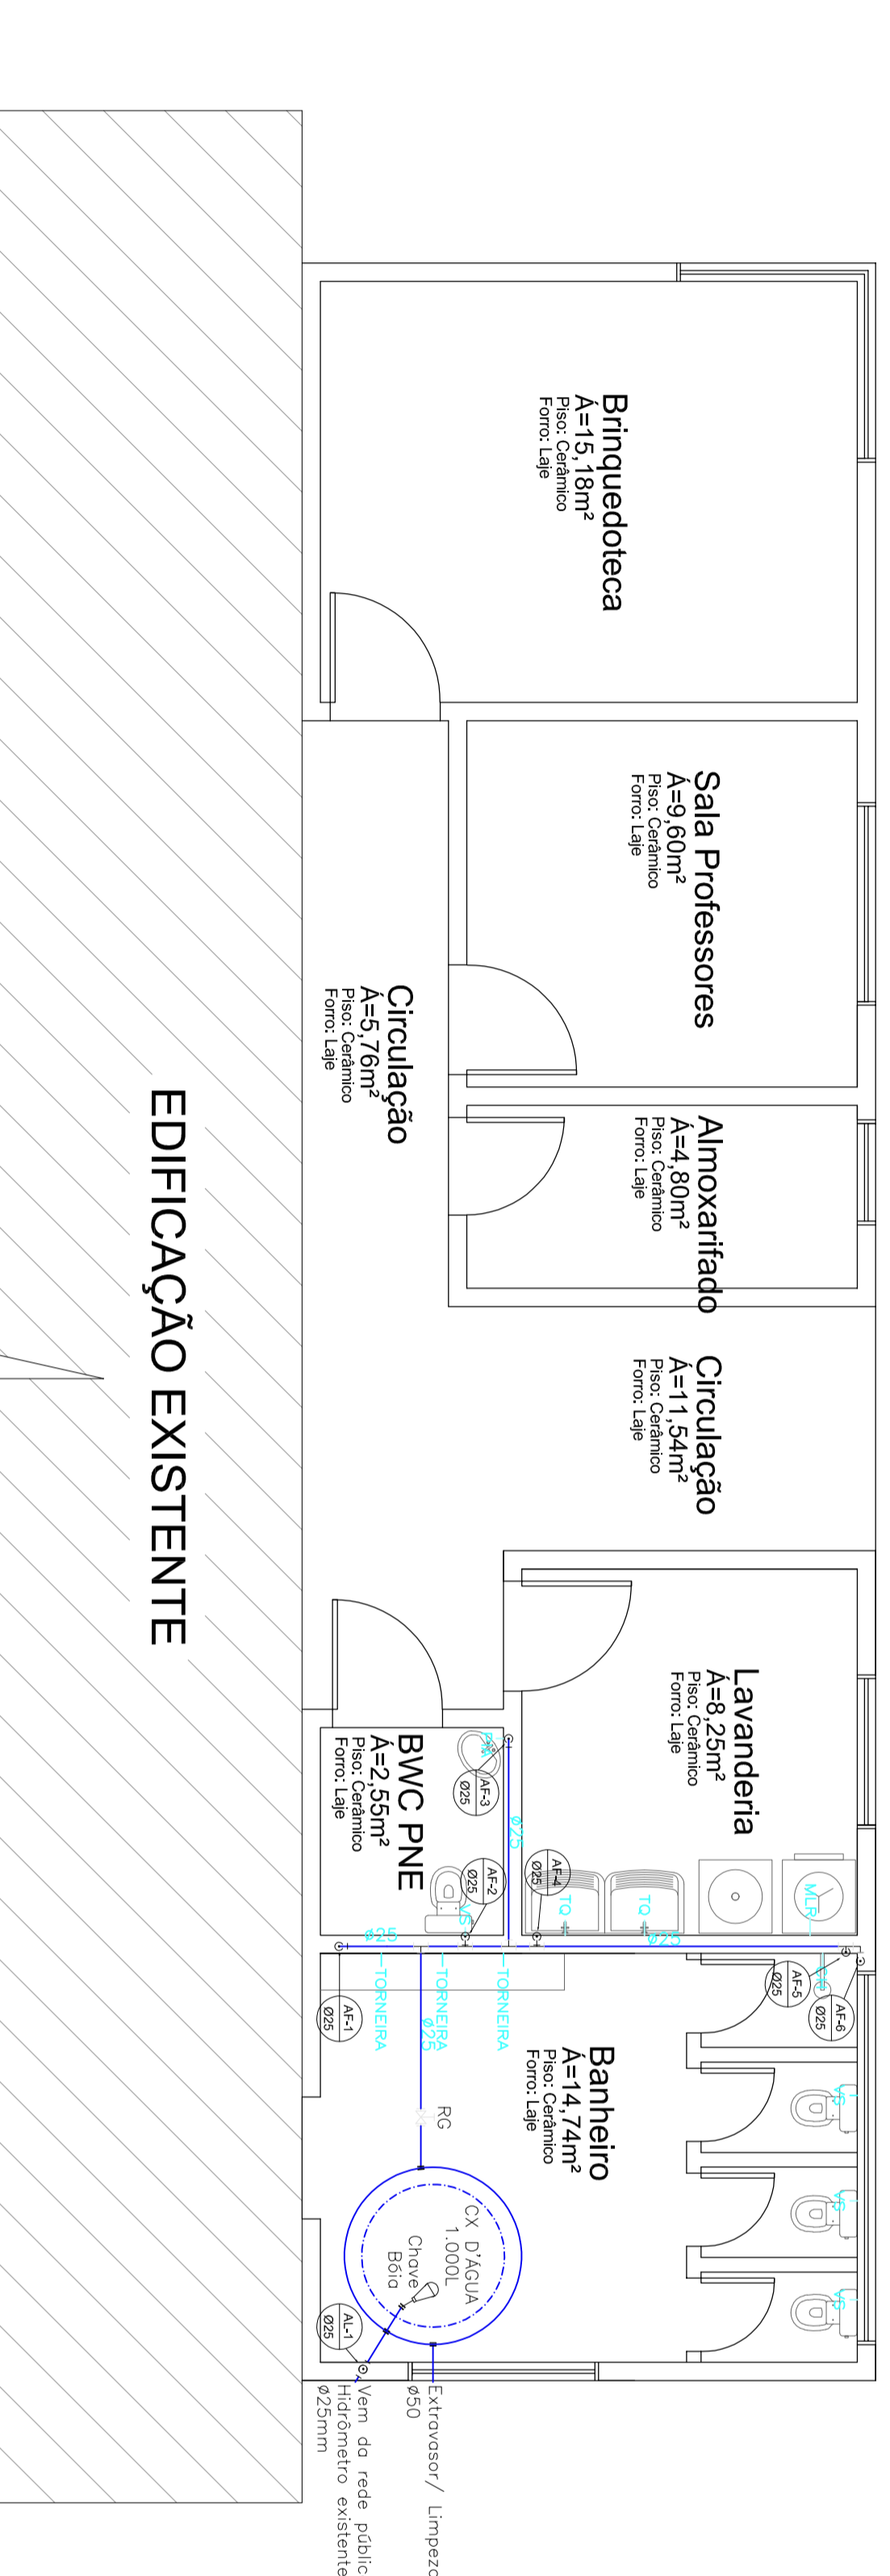 Brinquedoteca
Á=15,18m²
Piso: Cerâmico
Forro: Laje
Sala Professores
Á=9,60m²
Piso: Cerâmico
Forro: Laje
Circulação
Á=5,76m²
Piso: Cerâmico
Forro: Laje
Almoxarifado
Á=4,80m²
Piso: Cerâmico
Forro: Laje
EDIFICAÇÃO EXISTENTE
Circulação
Á=11,54m²
Piso: Cerâmico
Forro: Laje
Lavanderia
Á=8,25m²
Piso: Cerâmico
Forro: Laje
BWC PNE
Á=2,55m²
Piso: Cerâmico
Forro: Laje
PIA
AF-3
Ø25
ø25
AF-2
Ø25
VS
AF-4
Ø25
TQ
TQ
MLR
ø25
ø25
TORNEIRA
TORNEIRA
TORNEIRA
ø25
AF-1
Ø25
AF-5
Ø25
AF-6
Ø25
Banheiro
Á=14,74m²
Piso: Cerâmico
Forro: Laje
VS
VS
VS
RG
CX D'ÁGUA
1.000L
Chave
Bóia
AL-1
Ø25
Extravasor/ Limpeza
ø50
Vem da rede públic
Hidrômetro existente
ø25mm